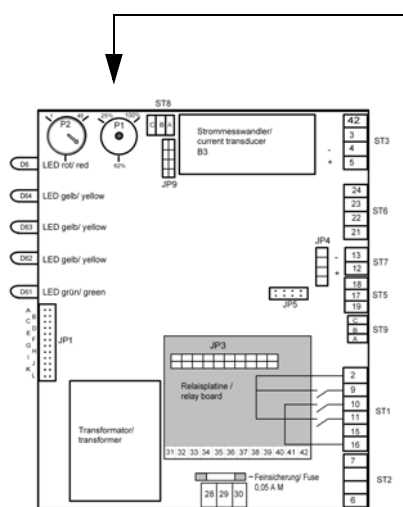 ST8
1 45
P2
25% 100%
P1
62%
C B A
Strommesswandler/
current transducer
B3
42
3
- 4
+ 5
ST3
D6 LED rot/ red
JP9
D64 LED gelb/ yellow
24
23
22
21
ST6
D63 LED gelb/ yellow
JP4
D62 LED gelb/ yellow
- 13
+ 12
ST7
D61 LED grün/ green
JP5
18
17
19
ST5
C
B
A
ST9
A
B
C
D
E
F
G
H
I
J
K
L
JP1
JP3
Relaisplatine /
relay board
2
9
10
11
15
16
ST1
Transformator/
transformer
31 32 33 34 35 36 37 38 39 40 41 42
Feinsicherung/ Fuse
0,05 A M
28 29 30
7
6
ST2